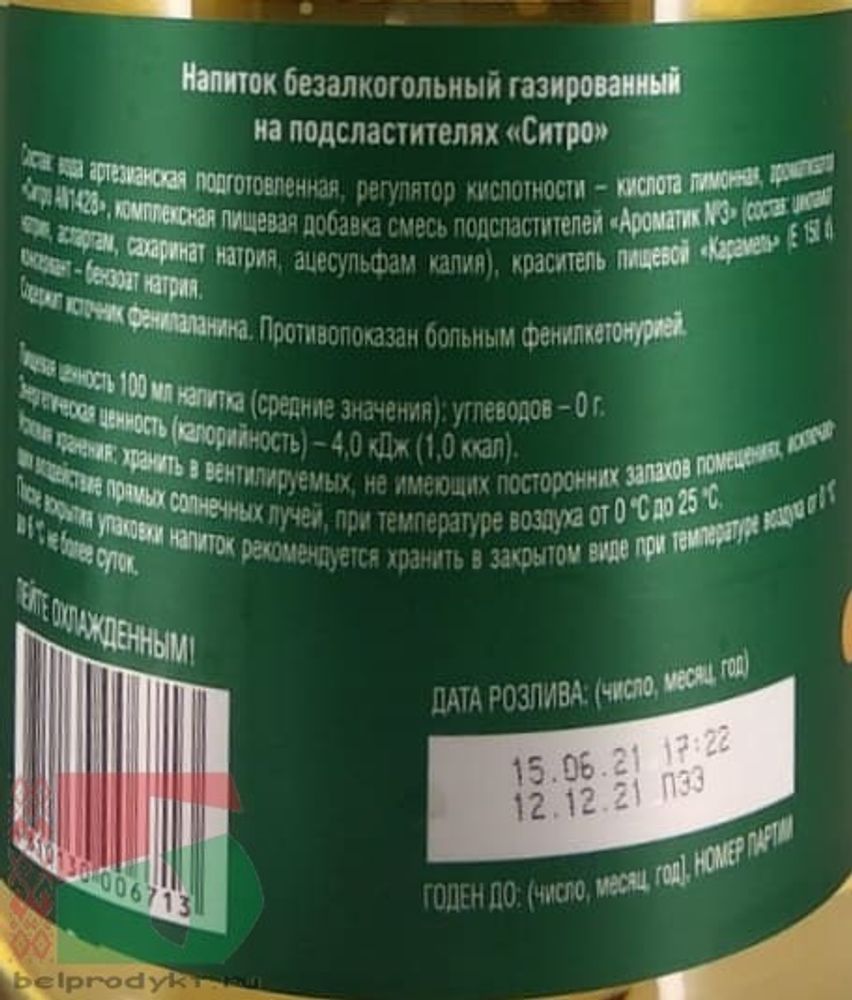 Напиток безалкогольный газированный
на подсластителях «Ситро»
Состав: вода артезианская подготовленная, регулятор кислотности – кислота лимонная, ароматизатор
«Ситро AN1428», комплексная пищевая добавка смесь подсластителей «Ароматик №3» (состав: цикламат
натрия, аспартам, сахаринат натрия, ацесульфам калия), краситель пищевой «Карамель» (Е 150 d),
консервант – бензоат натрия.
Содержит источник фенилаланина. Противопоказан больным фенилкетонурией.
Пищевая ценность 100 мл напитка (средние значения): углеводов – 0 г.
Энергетическая ценность (калорийность) – 4,0 кДж (1,0 ккал).
Условия хранения: хранить в вентилируемых, не имеющих посторонних запахов помещениях, исключаю-
щих воздействие прямых солнечных лучей, при температуре воздуха от 0 °С до 25 °С.
После вскрытия упаковки напиток рекомендуется хранить в закрытом виде при температуре воздуха от 0 °С
до 6 °С не более суток.
ПЕЙТЕ ОХЛАЖДЕННЫМ!
ДАТА РОЗЛИВА: (число, месяц, год)
15.06.21 17:22
12.12.21 ПЭЭ
ГОДЕН ДО: (число, месяц, год), НОМЕР ПАРТИИ
006713
belprodykt.ru